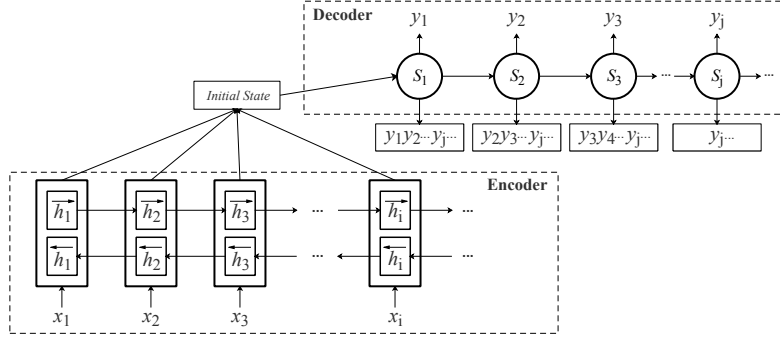 Decoder
y₁ y₂ y₃ yⱼ
S₁ S₂ S₃ ... Sⱼ ...
Initial State
y₁y₂...yⱼ... y₂y₃...yⱼ... y₃y₄...yⱼ... yⱼ...
Encoder
h₁ h₂ h₃ ... hᵢ ...
h₁ h₂ h₃ ... hᵢ ...
x₁ x₂ x₃ xᵢ